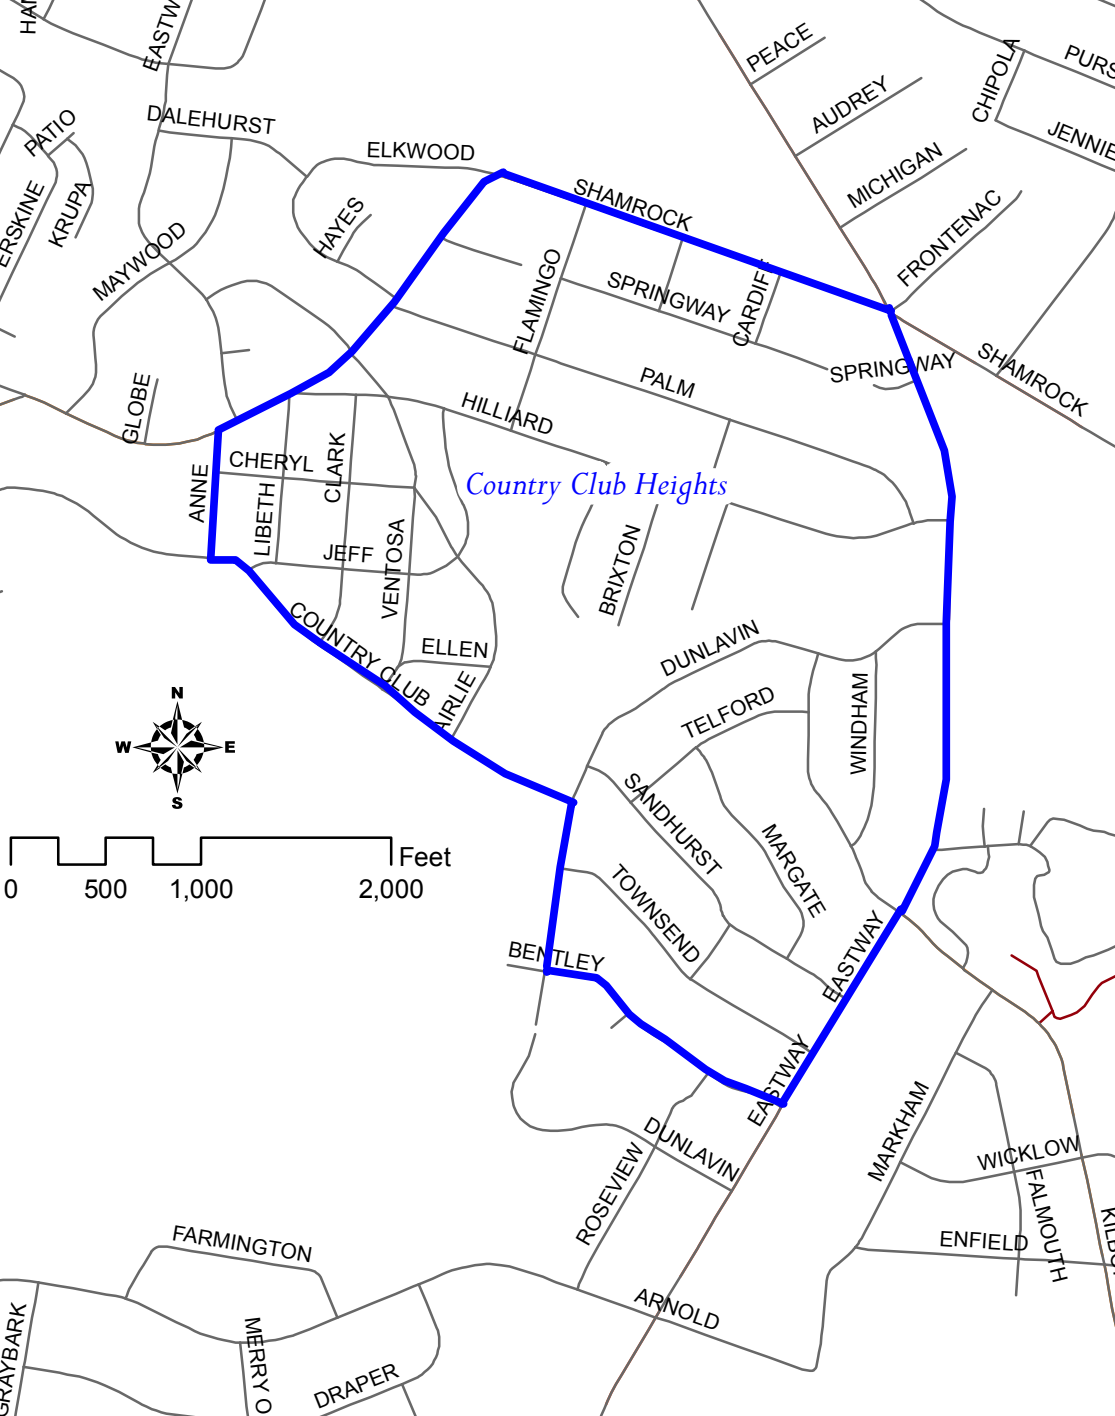 EASTW
PEACE
CHIPOLA
PURS
PATIO
DALEHURST
AUDREY
JENNIE
ELKWOOD
MICHIGAN
ERSKINE
KRUPA
HAYES
SHAMROCK
FRONTENAC
MAYWOOD
FLAMINGO
SPRINGWAY
CARDIFF
SPRINGWAY
SHAMROCK
GLOBE
PALM
HILLIARD
ANNE
CHERYL
CLARK
Country Club Heights
LIBETH
JEFF
VENTOSA
BRIXTON
COUNTRY CLUB
ELLEN
AIRLIE
DUNLAVIN
TELFORD
WINDHAM
N
W
E
S
SANDHURST
MARGATE
Feet
0
500
1,000
2,000
TOWNSEND
BENTLEY
EASTWAY
EASTWAY
DUNLAVIN
MARKHAM
ROSEVIEW
WICKLOW
FALMOUTH
FARMINGTON
ENFIELD
ARNOLD
GRAYBARK
MERRY O
DRAPER